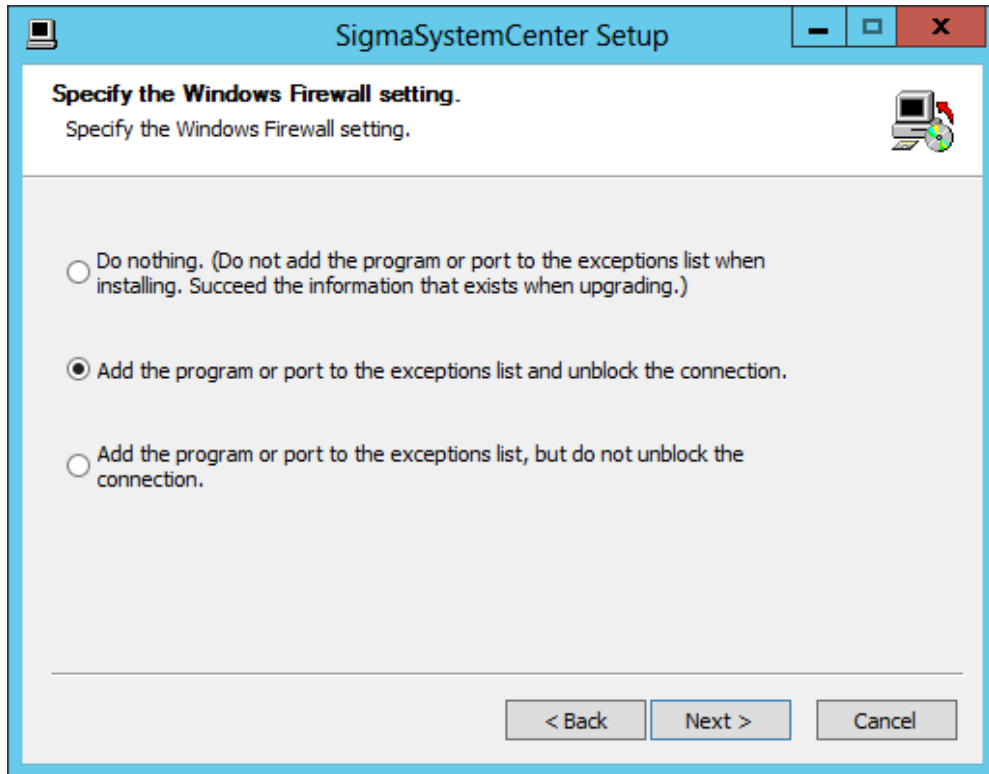 SigmaSystemCenter Setup
Specify the Windows Firewall setting.
Specify the Windows Firewall setting.
Do nothing. (Do not add the program or port to the exceptions list when
installing. Succeed the information that exists when upgrading.)
Add the program or port to the exceptions list and unblock the connection.
Add the program or port to the exceptions list, but do not unblock the
connection.
< Back
Next >
Cancel